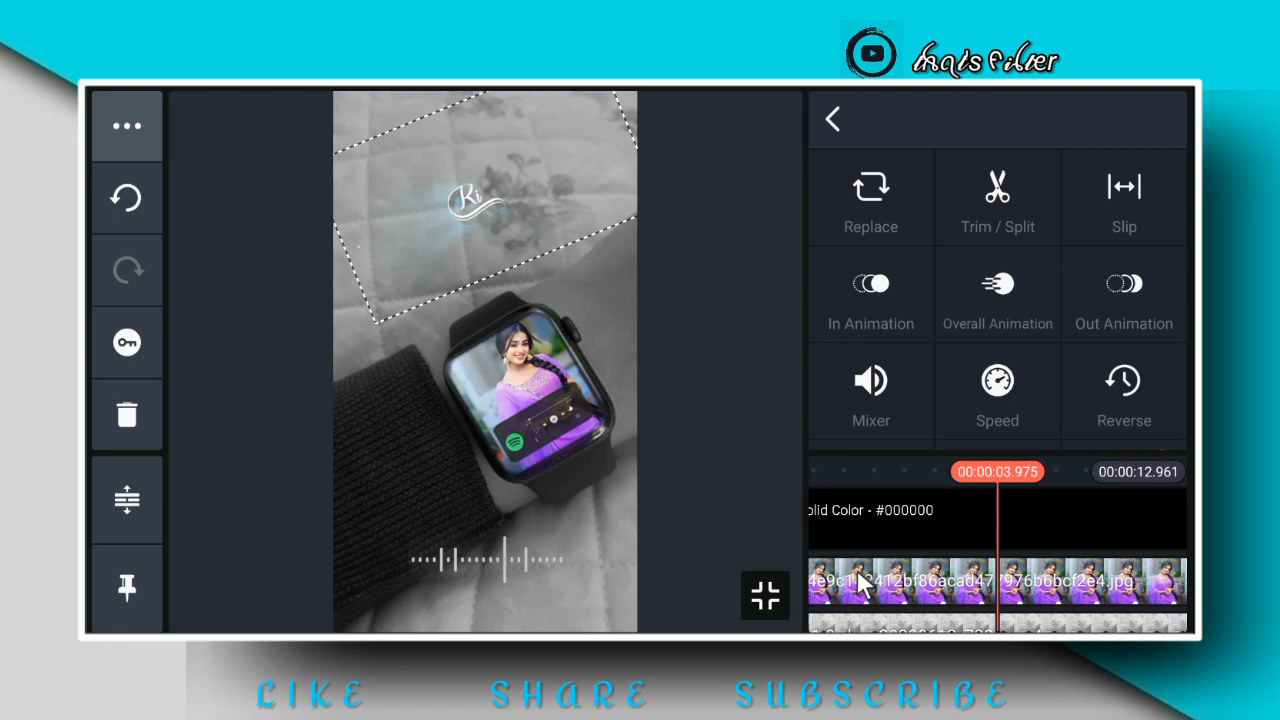 Ki
Replace
Trim / Split
Slip
In Animation
Overall Animation
Out Animation
Mixer
Speed
Reverse
00:00:03.975
00:00:12.961
olid Color - #000000
LIKE SHARE SUBSCRIBE